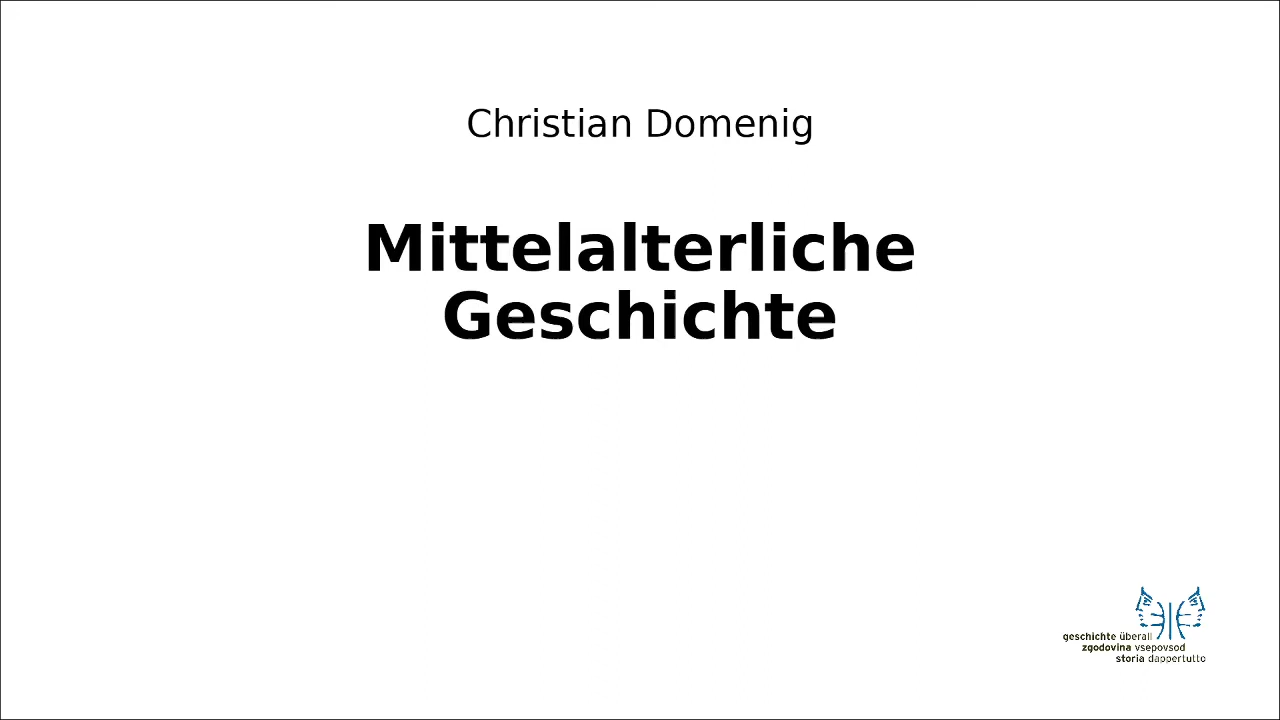 Christian Domenig
Mittelalterliche
Geschichte
geschichte überall
zgodovina vsepovsod
storia dappertutto